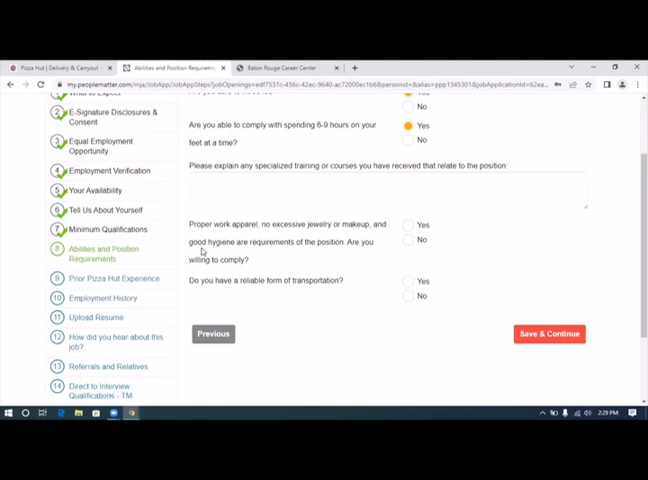 Pizza Hut | Delivery & Carryout
Abilities and Position Requirem
Baton Rouge Career Center
my.peoplematter.com/mja/JobApp/JobAppSteps?jobOpenings=edf7537c-456c-42ec-9640-ac72000ec1b6&personid=&alias=ppp1345301&jobApplicationId=62ea...
What to Expect
No
2 E-Signature Disclosures &
Consent
Are you able to comply with spending 6-9 hours on your
feet at a time?
Yes
No
3 Equal Employment
Opportunity
Please explain any specialized training or courses you have received that relate to the position:
4 Employment Verification
5 Your Availability
6 Tell Us About Yourself
7 Minimum Qualifications
8 Abilities and Position
Requirements
Proper work apparel, no excessive jewelry or makeup, and
good hygiene are requirements of the position. Are you
willing to comply?
Yes
No
9 Prior Pizza Hut Experience
Do you have a reliable form of transportation?
Yes
No
10 Employment History
11 Upload Resume
12 How did you hear about this
job?
Previous
Save & Continue
13 Referrals and Relatives
14 Direct to Interview
Qualifications - TM
2:29 PM